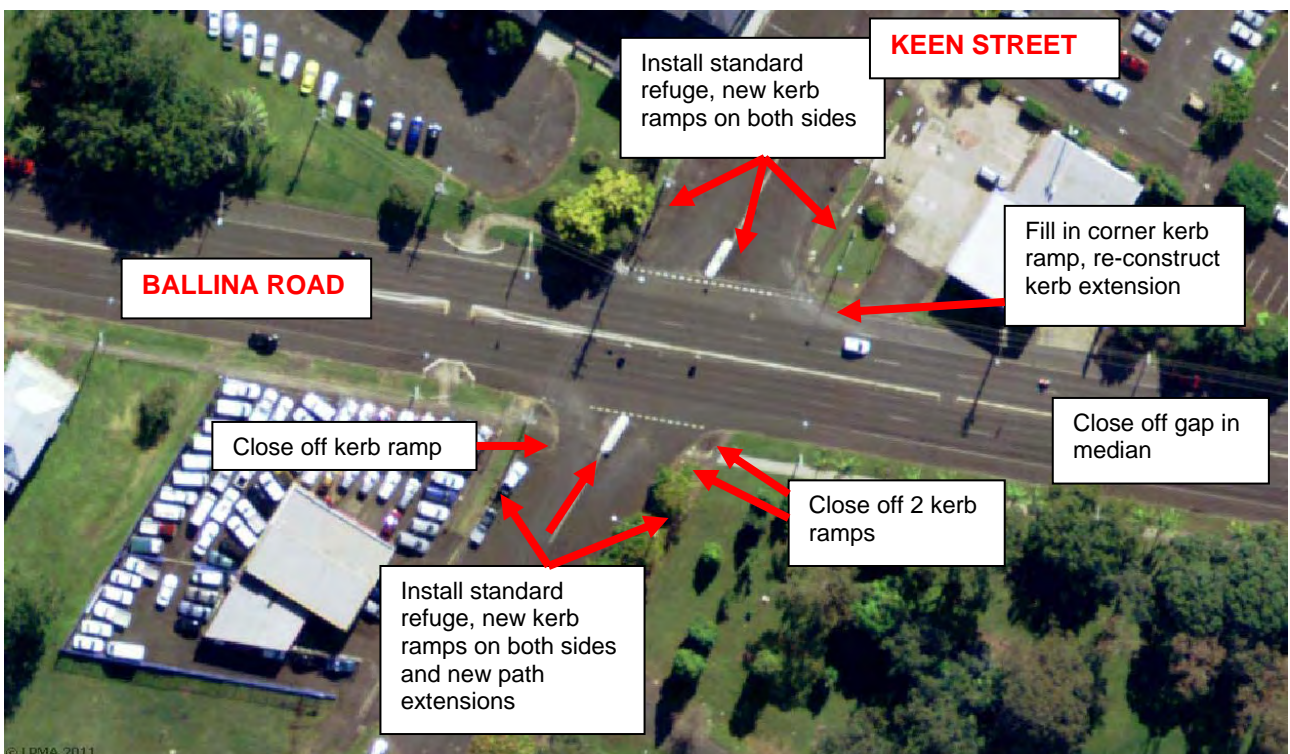 Install standard
refuge, new kerb
ramps on both sides
KEEN STREET
Fill in corner kerb
ramp, re-construct
kerb extension
BALLINA ROAD
Close off gap in
median
Close off kerb ramp
Close off 2 kerb
ramps
Install standard
refuge, new kerb
ramps on both sides
and new path
extensions
© LPMA 2011